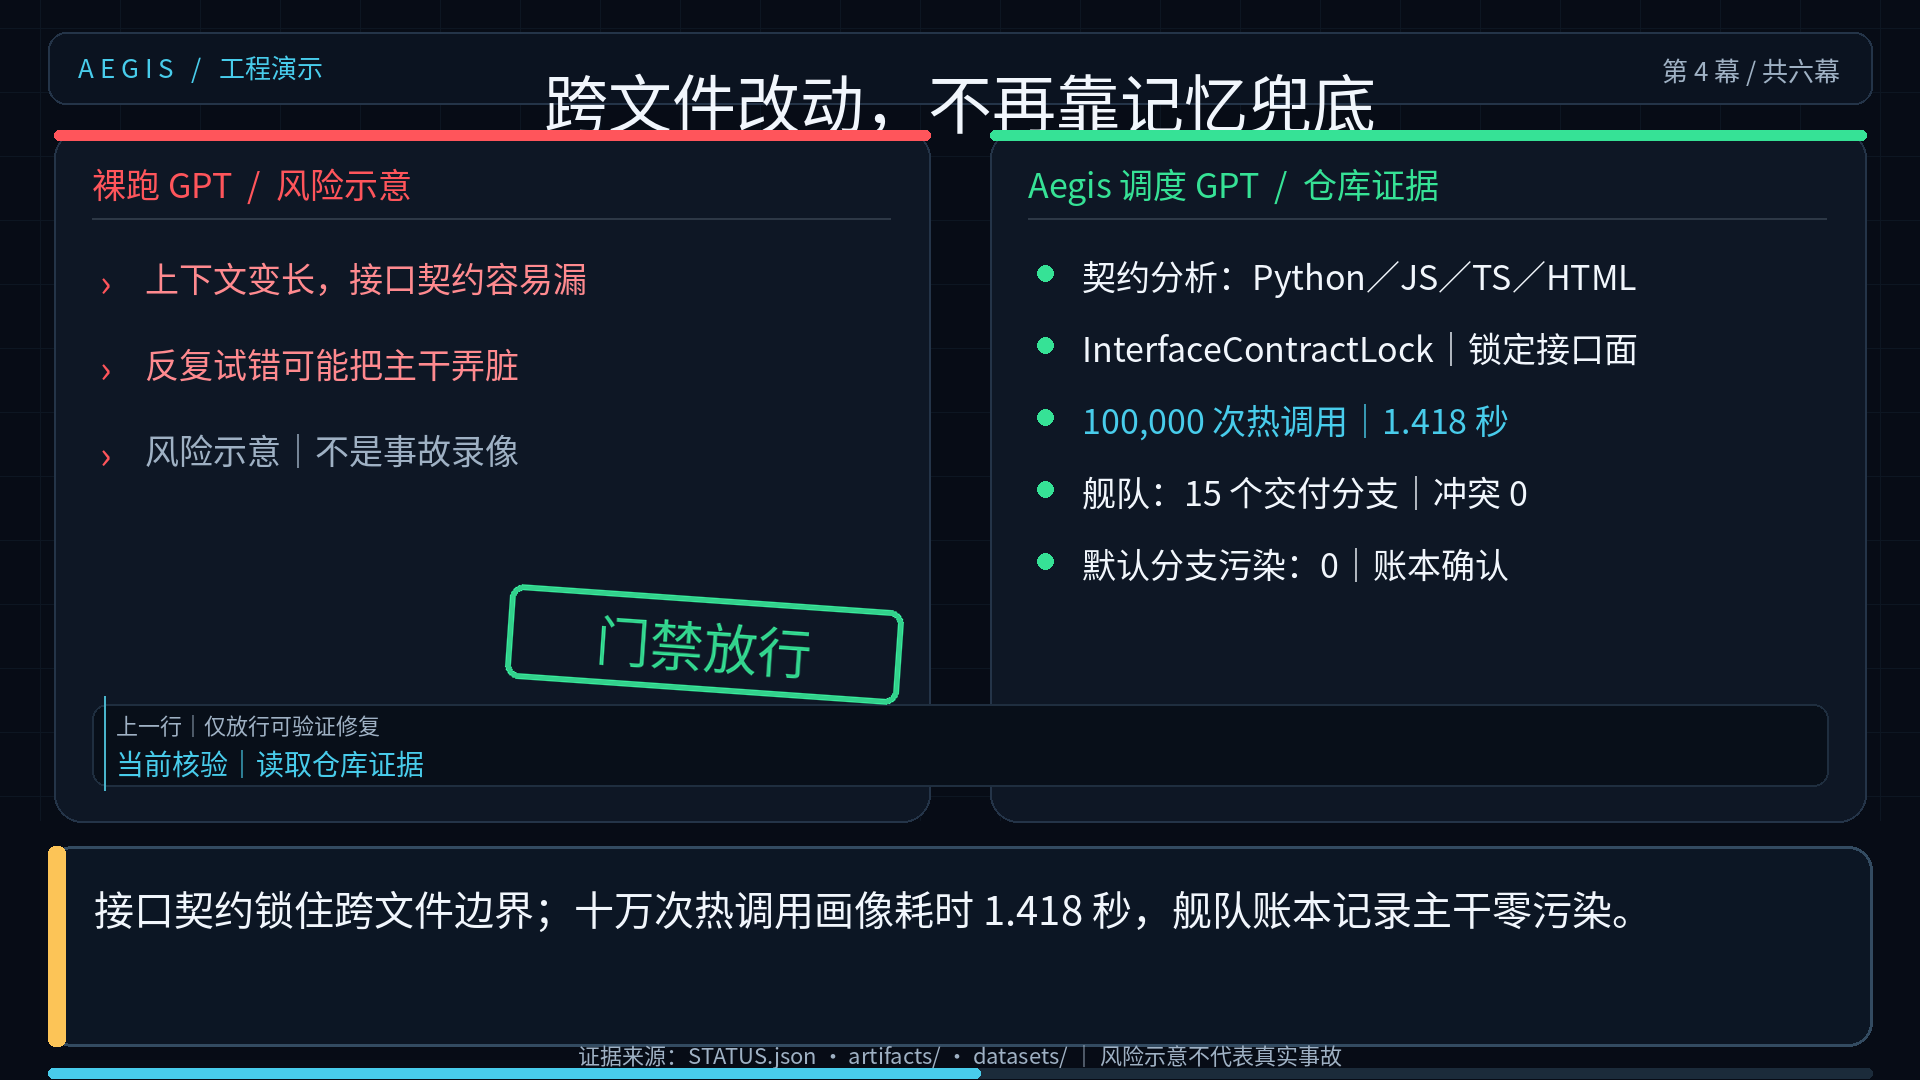 AEGIS / 工程演示
第 4 幕 / 共六幕
跨文件改动，不再靠记忆兜底
裸跑 GPT / 风险示意
› 上下文变长，接口契约容易漏
› 反复试错可能把主干弄脏
› 风险示意｜不是事故录像
门禁放行
Aegis 调度 GPT / 仓库证据
契约分析：Python／JS／TS／HTML
InterfaceContractLock｜锁定接口面
100,000 次热调用｜1.418 秒
舰队：15 个交付分支｜冲突 0
默认分支污染：0｜账本确认
上一行｜仅放行可验证修复
当前核验｜读取仓库证据
接口契约锁住跨文件边界；十万次热调用画像耗时 1.418 秒，舰队账本记录主干零污染。
证据来源：STATUS.json · artifacts/ · datasets/ ｜ 风险示意不代表真实事故